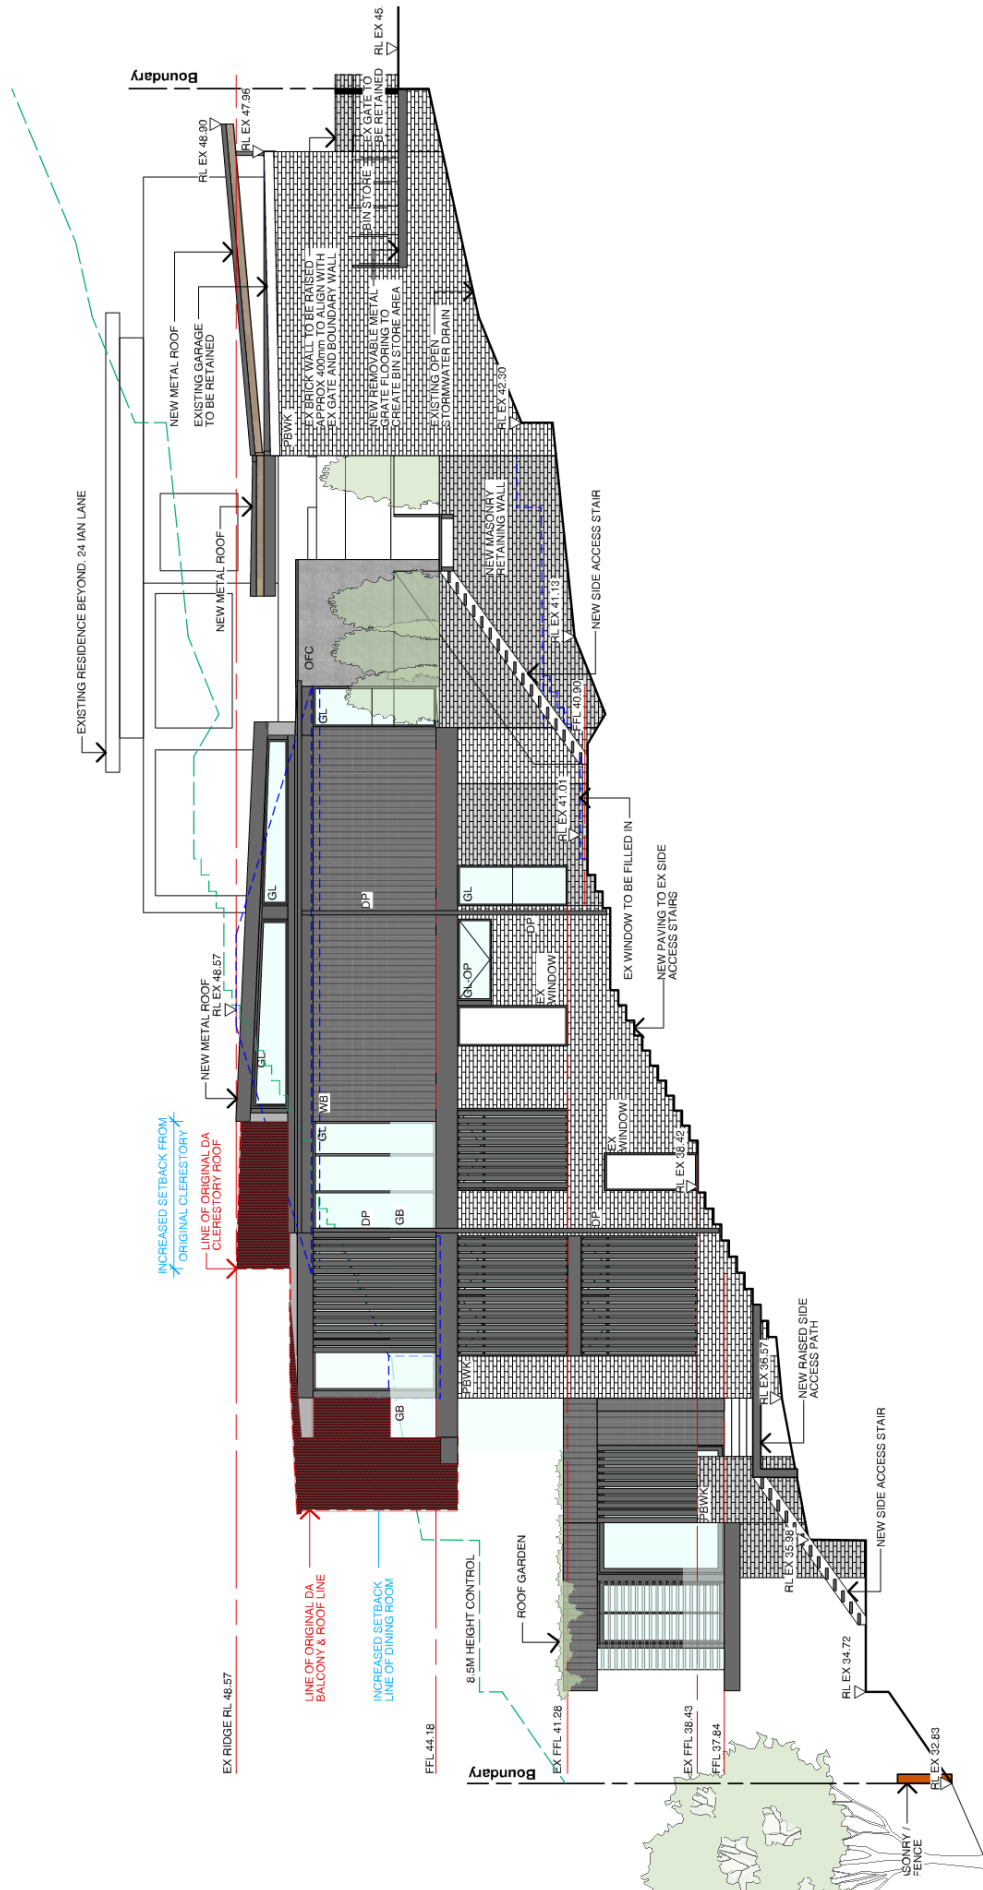 Boundary
RL EX 45.
RL EX 48.90
RL EX 47.96
EX GATE TO
BE RETAINED
BIN STORE
NEW METAL ROOF
EXISTING GARAGE
TO BE RETAINED
PBWK
EX BRICK WALL TO BE RAISED
APPROX 400mm TO ALIGN WITH
EX GATE AND BOUNDARY WALL
NEW REMOVABLE METAL
GRATE FLOORING TO
CREATE BIN STORE AREA
EXISTING OPEN
STORMWATER DRAIN
RL EX 42.30
EXISTING RESIDENCE BEYOND. 24 IAN LANE
NEW METAL ROOF
OFC
NEW MASONRY
RETAINING WALL
RL EX 41.13
NEW SIDE ACCESS STAIR
GL
FFL 40.90
RL EX 41.01
EX WINDOW TO BE FILLED IN
GL
DP
GL
DP
GL-OP
EX
WINDOW
NEW PAVING TO EX SIDE
ACCESS STAIRS
NEW METAL ROOF
RL EX 48.57
GL
WB
GL
EX
WINDOW
RL EX 38.42
INCREASED SETBACK FROM
ORIGINAL CLERESTORY
LINE OF ORIGINAL DA
CLERESTORY ROOF
DP
GB
DP
PBWK
GB
RL EX 36.57
NEW RAISED SIDE
ACCESS PATH
PBWK
RL EX 35.98
NEW SIDE ACCESS STAIR
LINE OF ORIGINAL DA
BALCONY & ROOF LINE
INCREASED SETBACK
LINE OF DINING ROOM
8.5M HEIGHT CONTROL
ROOF GARDEN
RL EX 34.72
EX RIDGE RL 48.57
FFL 44.18
EX FFL 41.28
EX FFL 38.43
FFL 37.84
Boundary
RL EX 32.83
SONRY /
FENCE